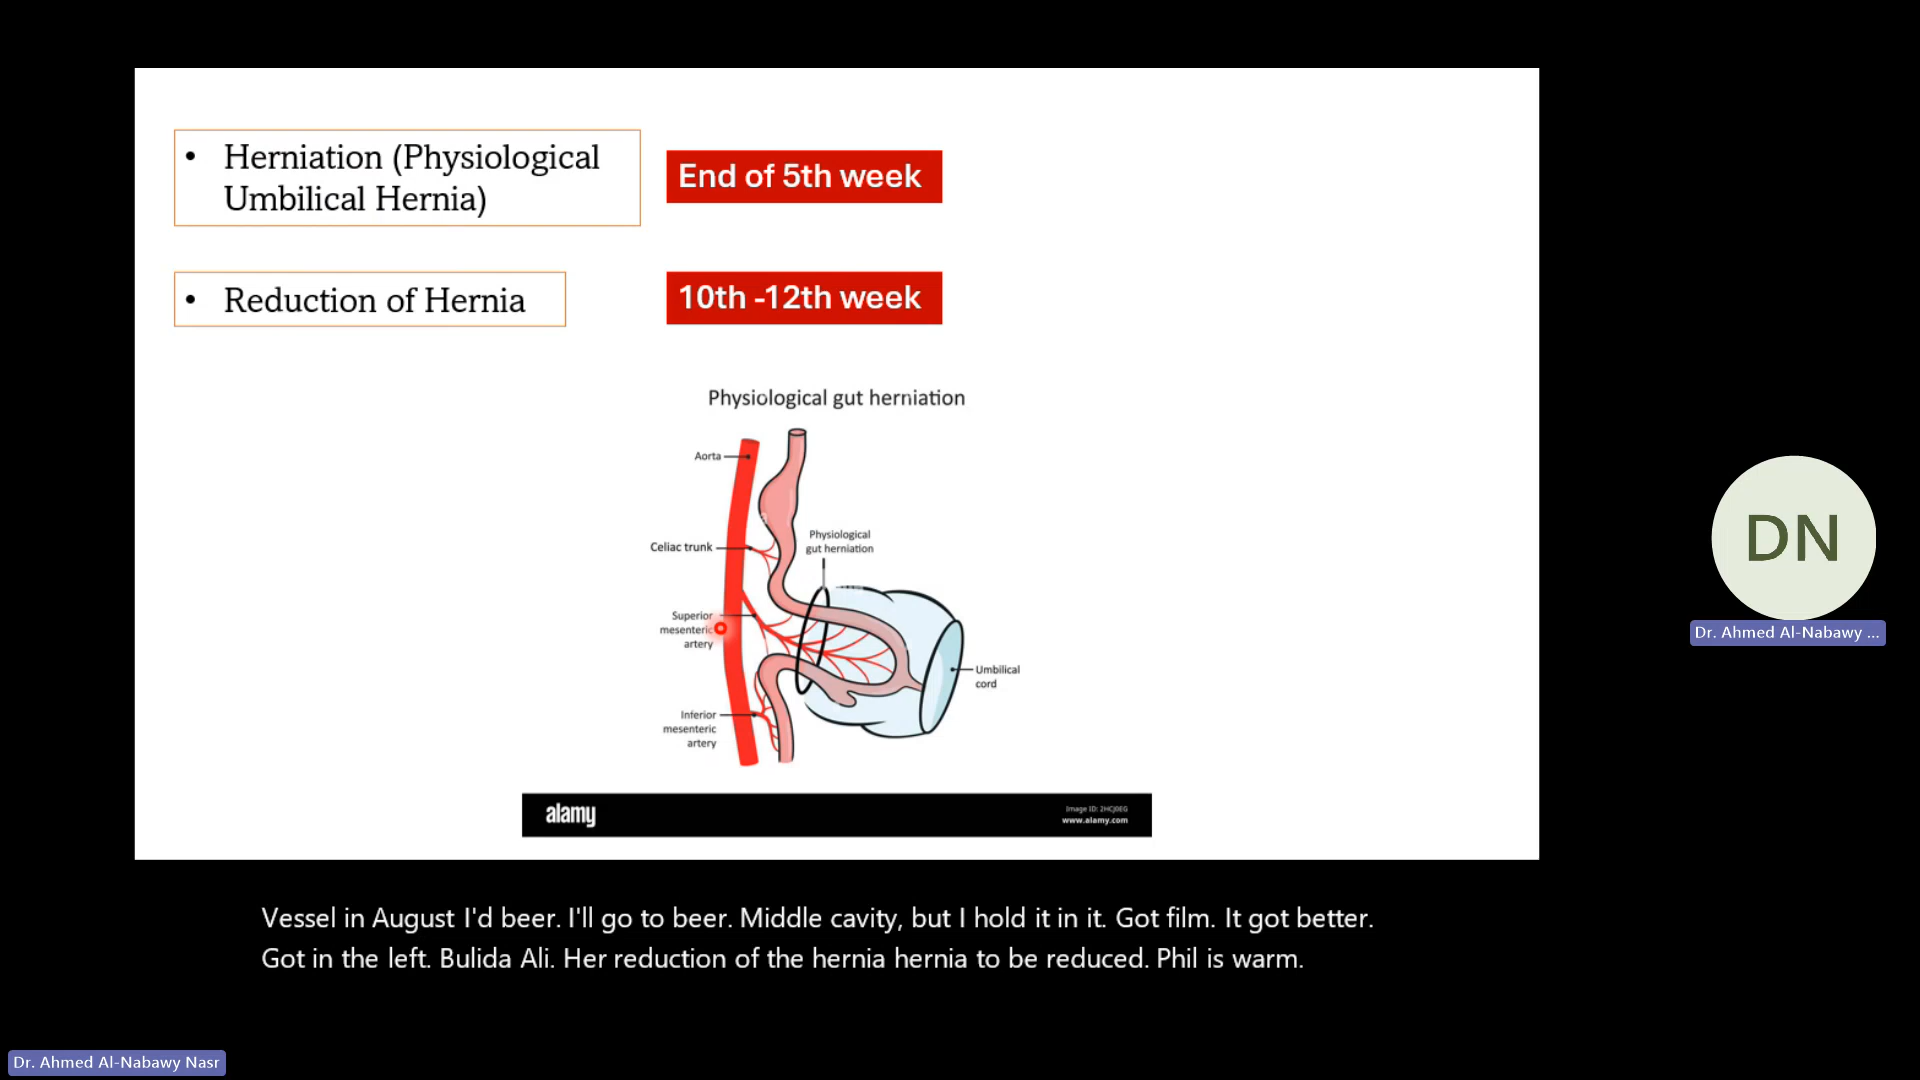 • Herniation (Physiological
Umbilical Hernia)
End of 5th week
• Reduction of Hernia
10th -12th week
Physiological gut herniation
Aorta
Celiac trunk
Physiological
gut herniation
Superior
mesenteric
artery
Umbilical
cord
Inferior
mesenteric
artery
alamy
Image ID: 2HCJ0EG
www.alamy.com
DN
Dr. Ahmed Al-Nabawy ...
Vessel in August I'd beer. I'll go to beer. Middle cavity, but I hold it in it. Got film. It got better.
Got in the left. Bulida Ali. Her reduction of the hernia hernia to be reduced. Phil is warm.
Dr. Ahmed Al-Nabawy Nasr